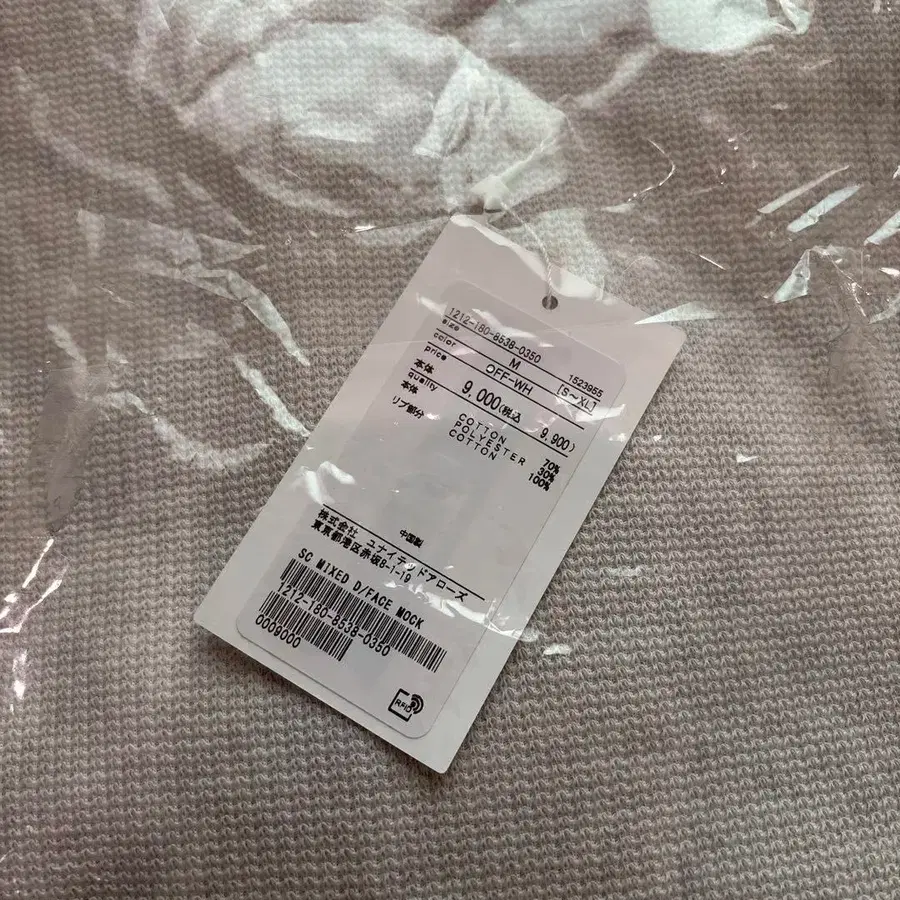 1212-180-8538-0350
size M [S~XL] 1523955
color OFF-WH
price
本体 9,000(税込 9,900)
quality
本体 COTTON 70%
POLYESTER 30%
リブ部分 COTTON 100%
中国製
株式会社 ユナイテッドアローズ
東京都港区赤坂8-1-19
SC MIXED D/FACE MOCK
1212-180-8538-0350
0009000
RFID